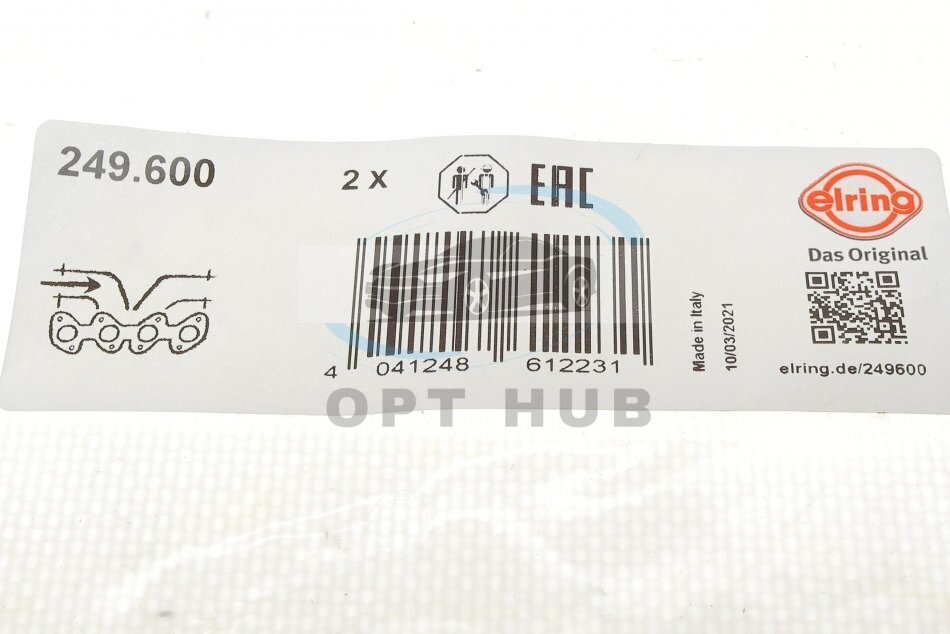 249.600
2 X
EAC
elring
Das Original
Made in Italy
10/03/2021
4 041248 612231
elring.de/249600
OPT HUB